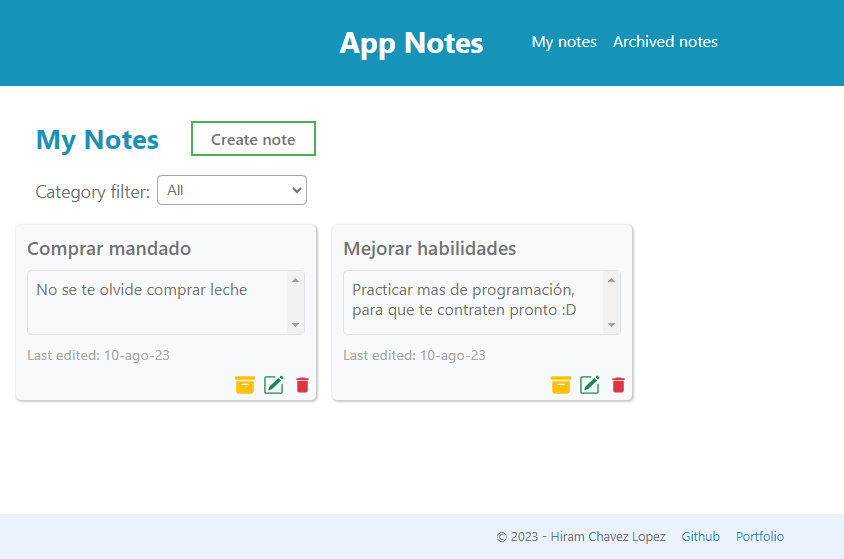 App Notes
My notes
Archived notes
My Notes
Create note
Category filter:
All
Comprar mandado
No se te olvide comprar leche
Last edited: 10-ago-23
Mejorar habilidades
Practicar mas de programación,
para que te contraten pronto :D
Last edited: 10-ago-23
© 2023 - Hiram Chavez Lopez
Github
Portfolio